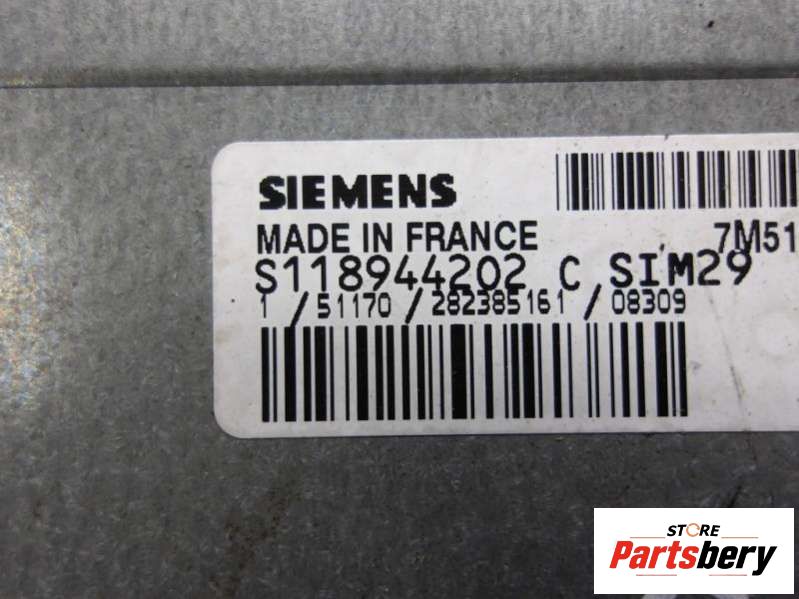 SIEMENS
MADE IN FRANCE 7M51
S118944202 C SIM29
1 / 51170 / 282385161 / 08309
STORE
Partsbery